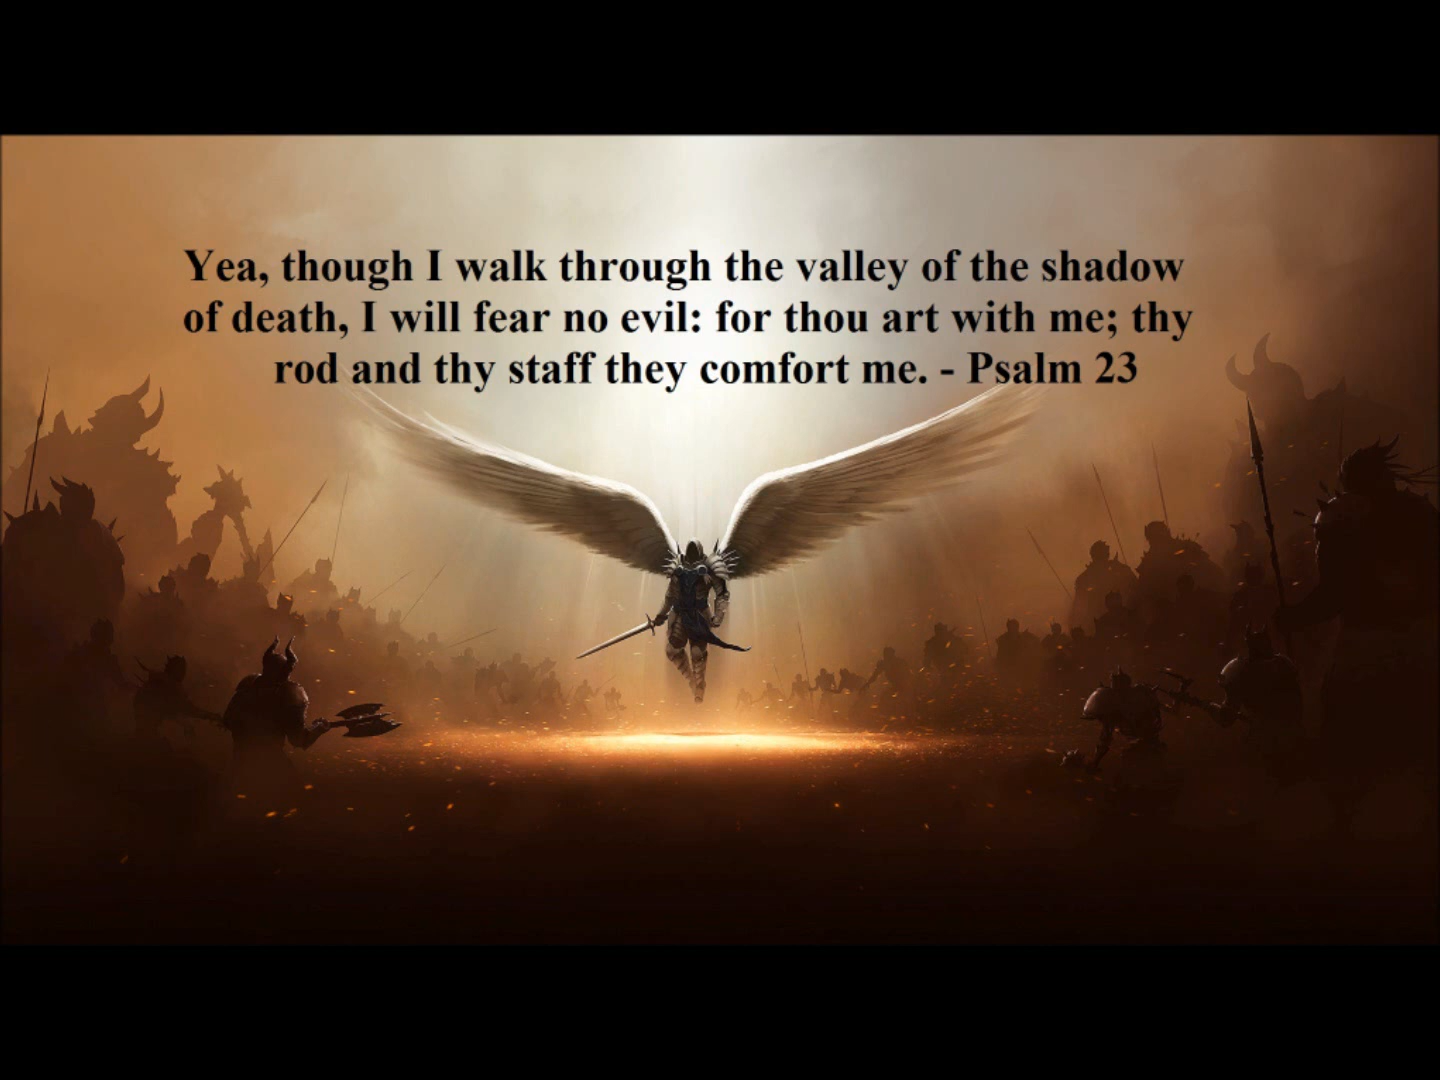 Yea, though I walk through the valley of the shadow
of death, I will fear no evil: for thou art with me; thy
rod and thy staff they comfort me. - Psalm 23